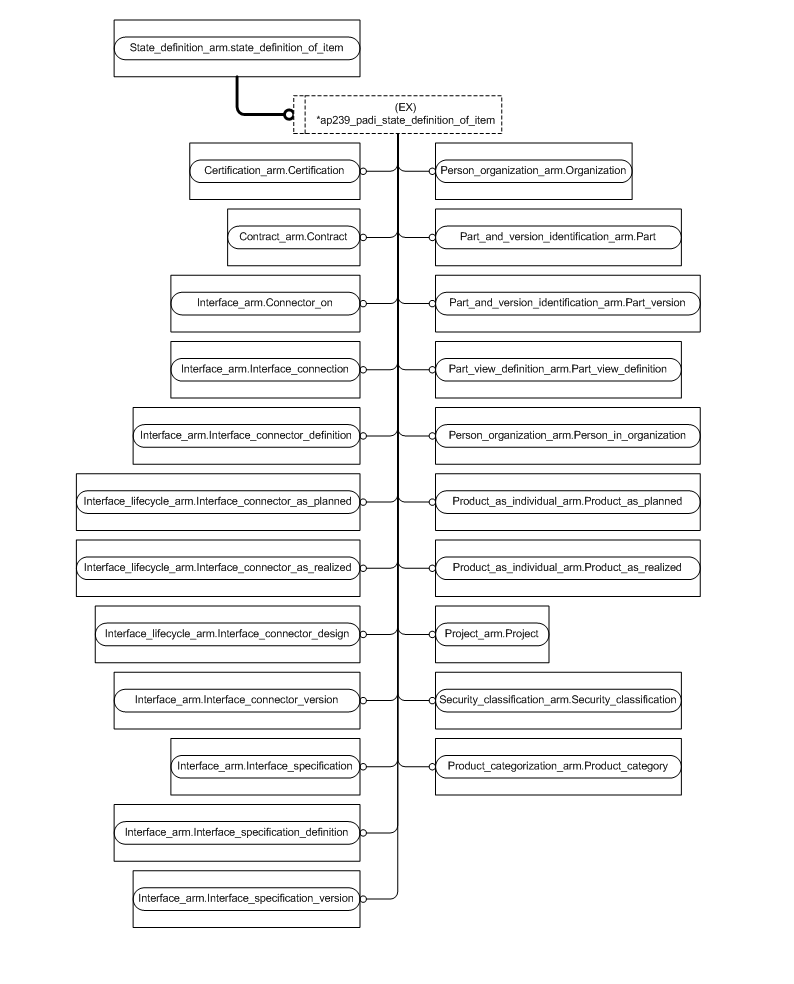 State_definition_arm.state_definition_of_item
(EX)
*ap239_padi_state_definition_of_item
Certification_arm.Certification
Person_organization_arm.Organization
Contract_arm.Contract
Part_and_version_identification_arm.Part
Interface_arm.Connector_on
Part_and_version_identification_arm.Part_version
Interface_arm.Interface_connection
Part_view_definition_arm.Part_view_definition
Interface_arm.Interface_connector_definition
Person_organization_arm.Person_in_organization
Interface_lifecycle_arm.Interface_connector_as_planned
Product_as_individual_arm.Product_as_planned
Interface_lifecycle_arm.Interface_connector_as_realized
Product_as_individual_arm.Product_as_realized
Interface_lifecycle_arm.Interface_connector_design
Project_arm.Project
Interface_arm.Interface_connector_version
Security_classification_arm.Security_classification
Interface_arm.Interface_specification
Product_categorization_arm.Product_category
Interface_arm.Interface_specification_definition
Interface_arm.Interface_specification_version